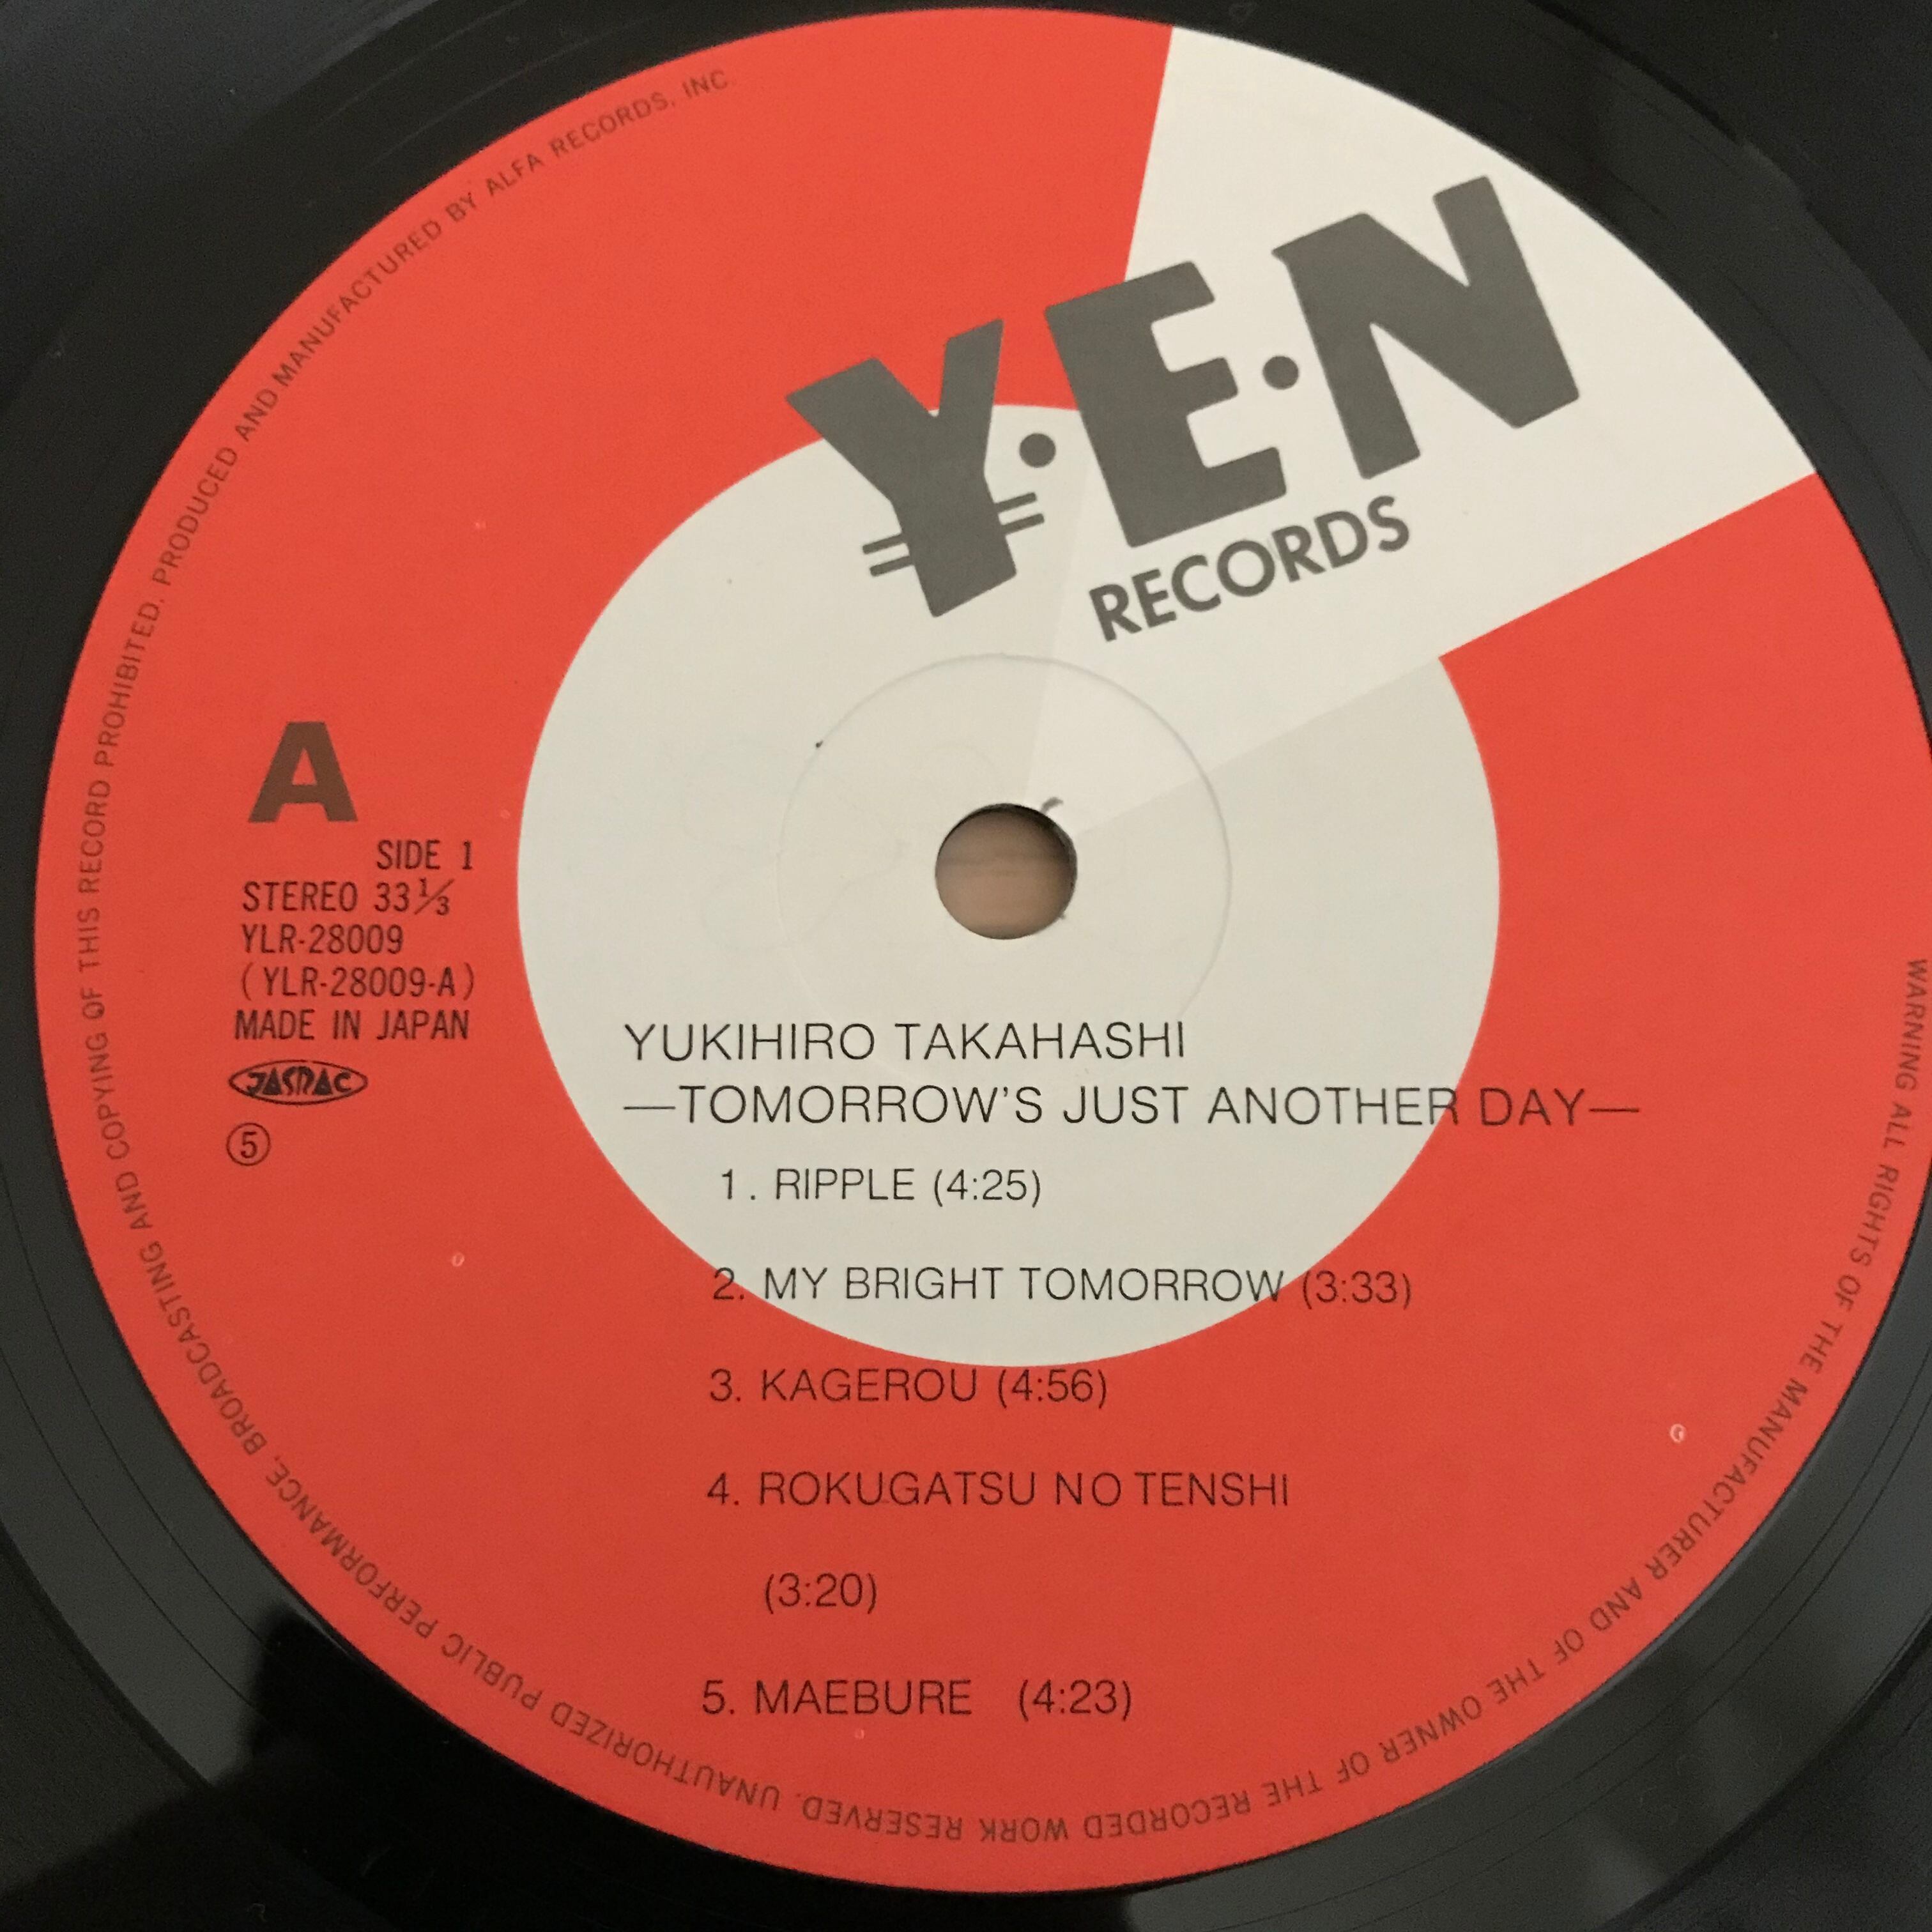 Y·E·N
RECORDS
A
SIDE 1
STEREO 33⅓
YLR-28009
(YLR-28009-A)
MADE IN JAPAN
JASRAC
⑤
YUKIHIRO TAKAHASHI
—TOMORROW'S JUST ANOTHER DAY—
1. RIPPLE (4:25)
2. MY BRIGHT TOMORROW (3:33)
3. KAGEROU (4:56)
4. ROKUGATSU NO TENSHI
(3:20)
5. MAEBURE (4:23)
WARNING ALL RIGHTS OF THE MANUFACTURER AND OF THE OWNER OF THE RECORDED WORK RESERVED. UNAUTHORIZED PUBLIC PERFORMANCE, BROADCASTING AND COPYING OF THIS RECORD PROHIBITED. PRODUCED AND MANUFACTURED BY ALFA RECORDS, INC.